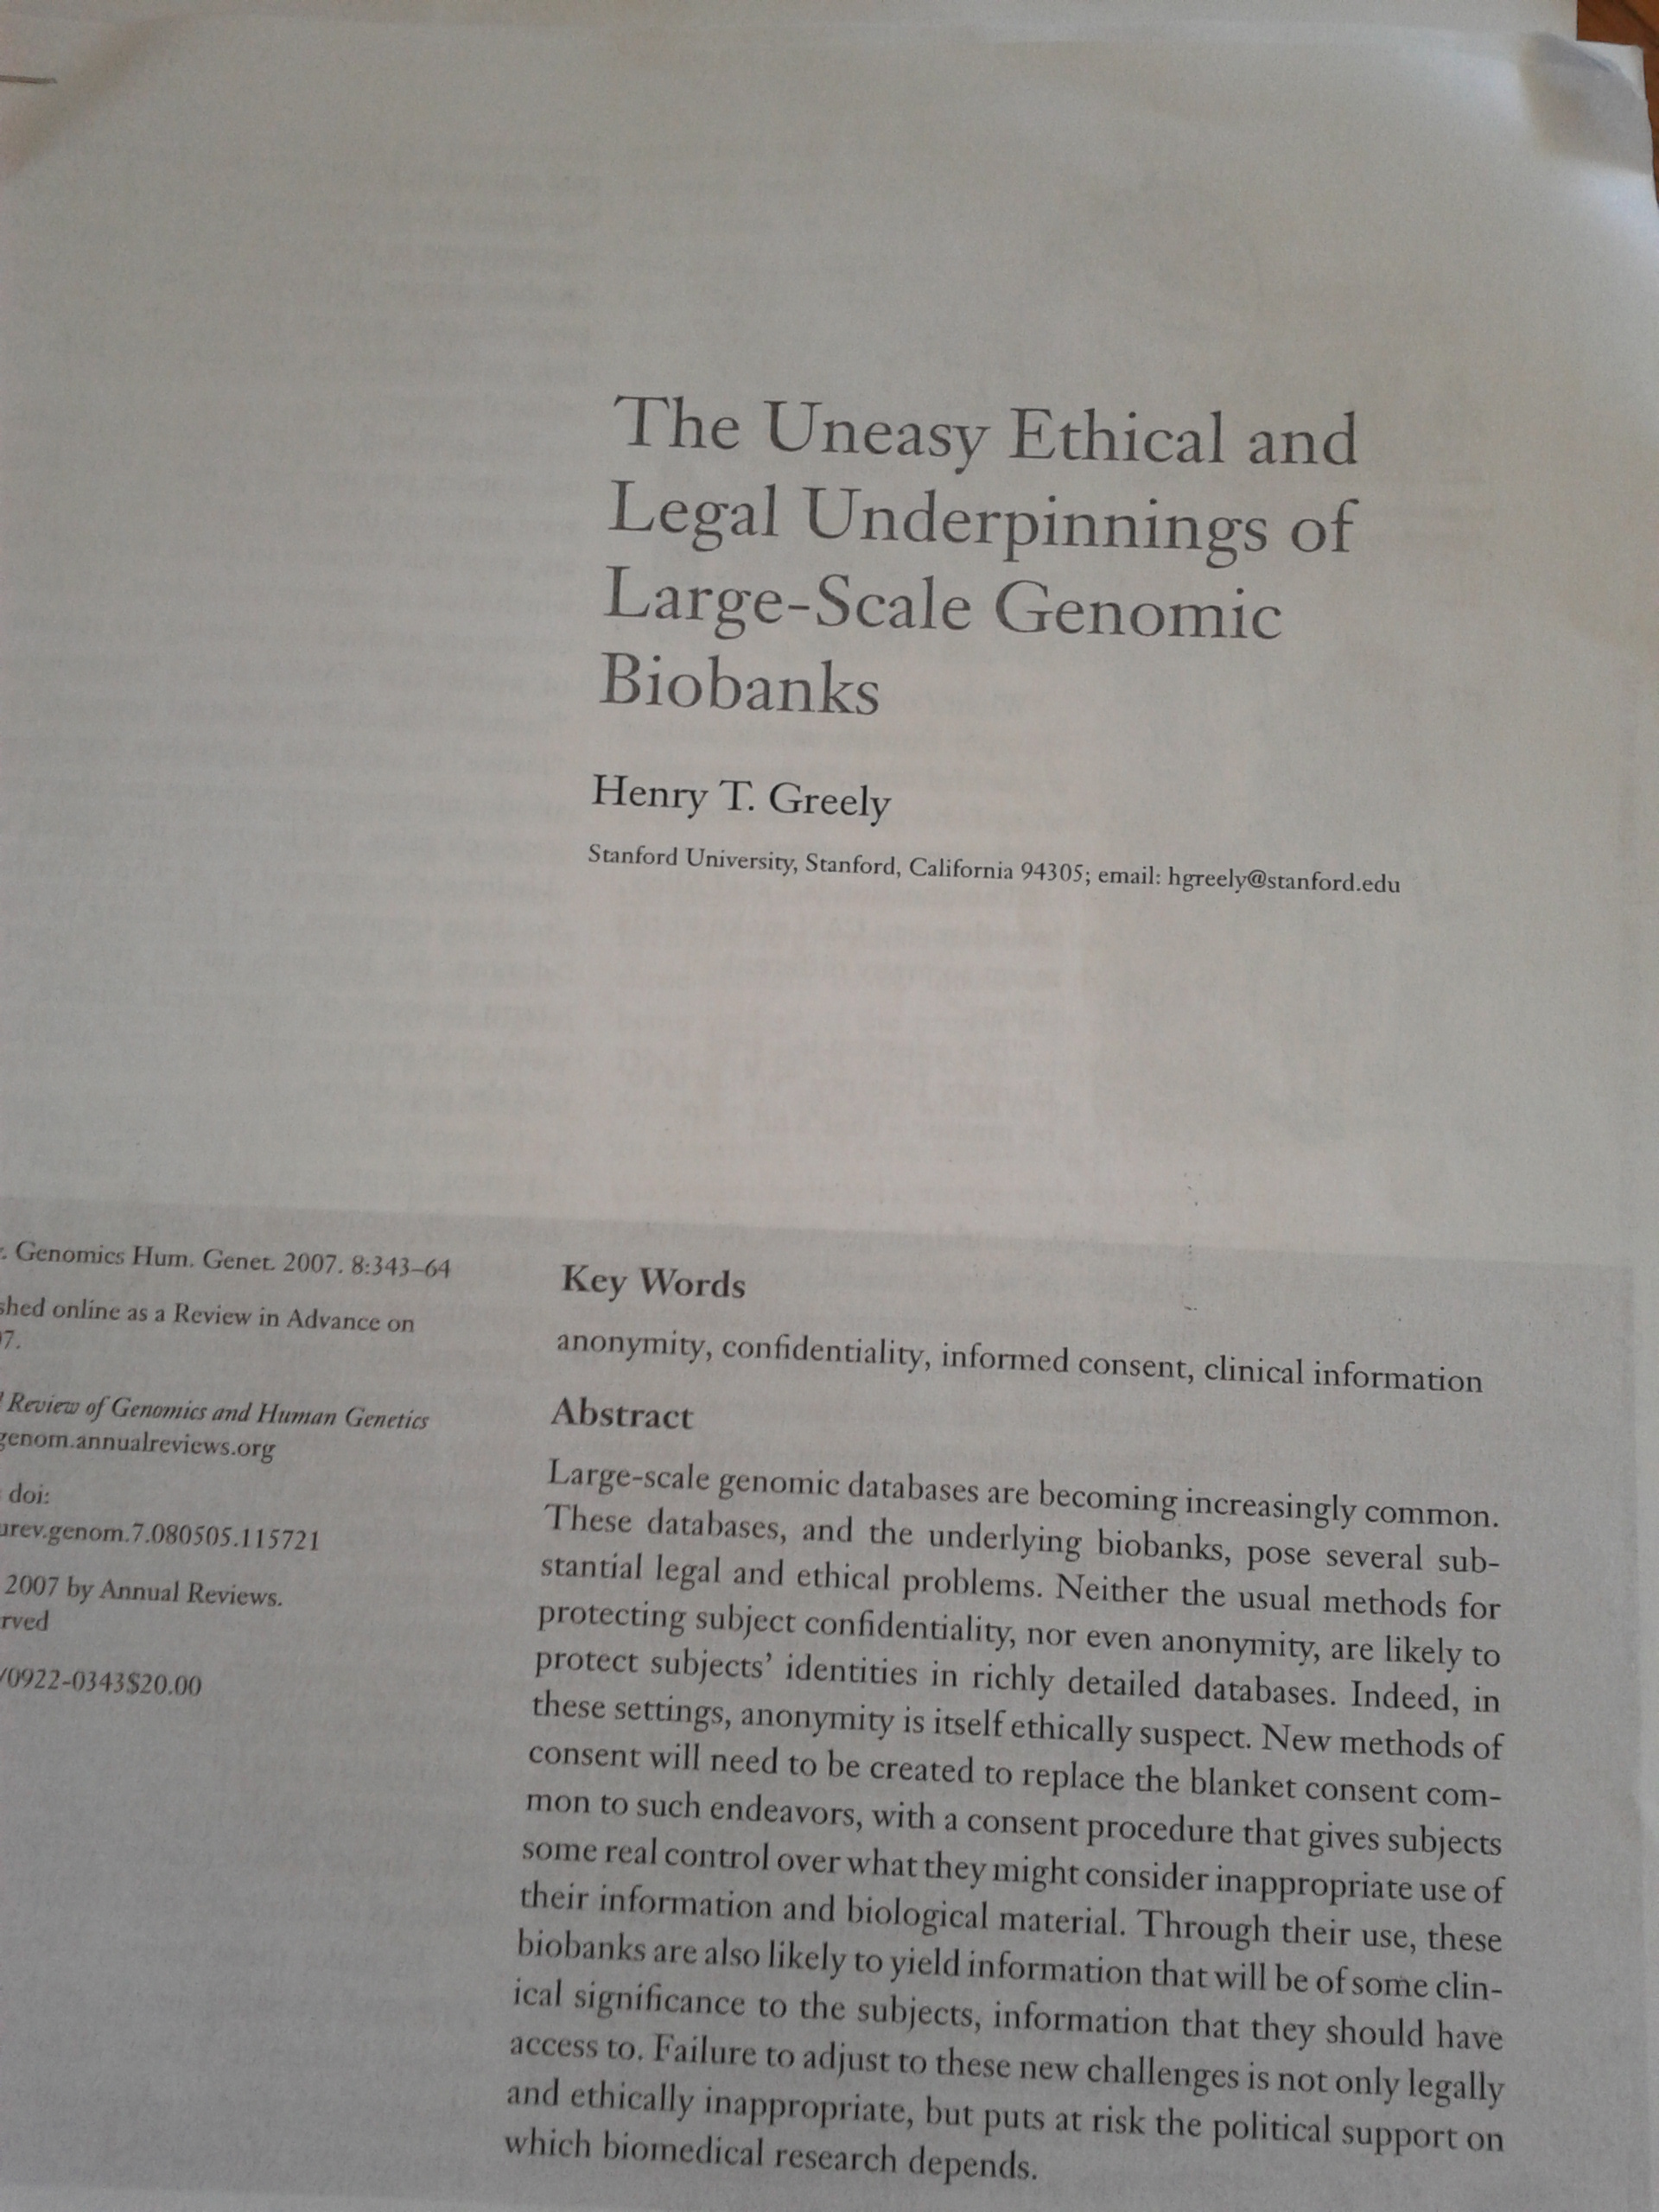 The Uneasy Ethical and
Legal Underpinnings of
Large-Scale Genomic
Biobanks
Henry T. Greely
Stanford University, Stanford, California 94305; email: hgreely@stanford.edu
. Genomics Hum. Genet. 2007. 8:343–64
shed online as a Review in Advance on
07.
l Review of Genomics and Human Genetics
genom.annualreviews.org
doi:
urev.genom.7.080505.115721
2007 by Annual Reviews.
rved
/0922-0343$20.00
Key Words
anonymity, confidentiality, informed consent, clinical information
Abstract
Large-scale genomic databases are becoming increasingly common.
These databases, and the underlying biobanks, pose several sub-
stantial legal and ethical problems. Neither the usual methods for
protecting subject confidentiality, nor even anonymity, are likely to
protect subjects' identities in richly detailed databases. Indeed, in
these settings, anonymity is itself ethically suspect. New methods of
consent will need to be created to replace the blanket consent com-
mon to such endeavors, with a consent procedure that gives subjects
some real control over what they might consider inappropriate use of
their information and biological material. Through their use, these
biobanks are also likely to yield information that will be of some clin-
ical significance to the subjects, information that they should have
access to. Failure to adjust to these new challenges is not only legally
and ethically inappropriate, but puts at risk the political support on
which biomedical research depends.